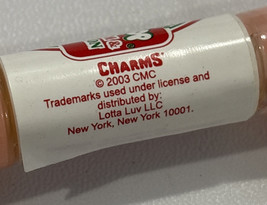 CHARMS®
© 2003 CMC
Trademarks used under license and
distributed by:
Lotta Luv LLC
New York, New York 10001.